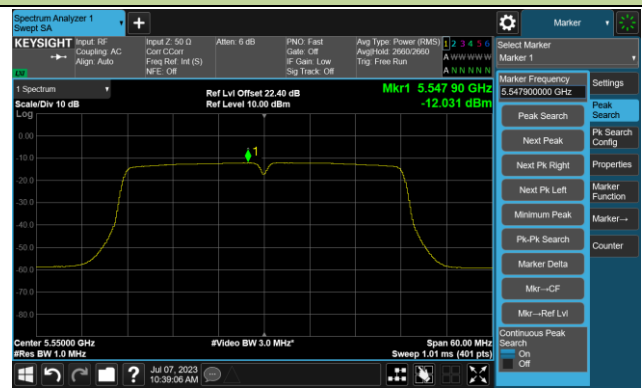 Spectrum Analyzer 1
Swept SA
Marker
KEYSIGHT
Input: RF
Coupling: AC
Align: Auto
Input Z: 50 Ω
Corr CCorr
Freq Ref: Int (S)
NFE: Off
Atten: 6 dB
PNO: Fast
Gate: Off
IF Gain: Low
Sig Track: Off
Avg Type: Power (RMS)
Avg|Hold: 2660/2660
Trig: Free Run
1 2 3 4 5 6
A W W W W W
A N N N N N
LW
Select Marker
Marker 1
1 Spectrum
Scale/Div 10 dB
Log
Ref Lvl Offset 22.40 dB
Ref Level 10.00 dBm
Mkr1 5.547 90 GHz
-12.031 dBm
0.00
-10.0
-20.0
-30.0
-40.0
-50.0
-60.0
-70.0
-80.0
1
Center 5.55000 GHz
#Res BW 1.0 MHz
#Video BW 3.0 MHz*
Span 60.00 MHz
Sweep 1.01 ms (401 pts)
Marker Frequency
5.547900000 GHz
Peak Search
Next Peak
Next Pk Right
Next Pk Left
Minimum Peak
Pk-Pk Search
Marker Delta
Mkr→CF
Mkr→Ref Lvl
Continuous Peak
Search
On
Off
Settings
Peak
Search
Pk Search
Config
Properties
Marker
Function
Marker→
Counter
?
Jul 07, 2023
10:39:06 AM